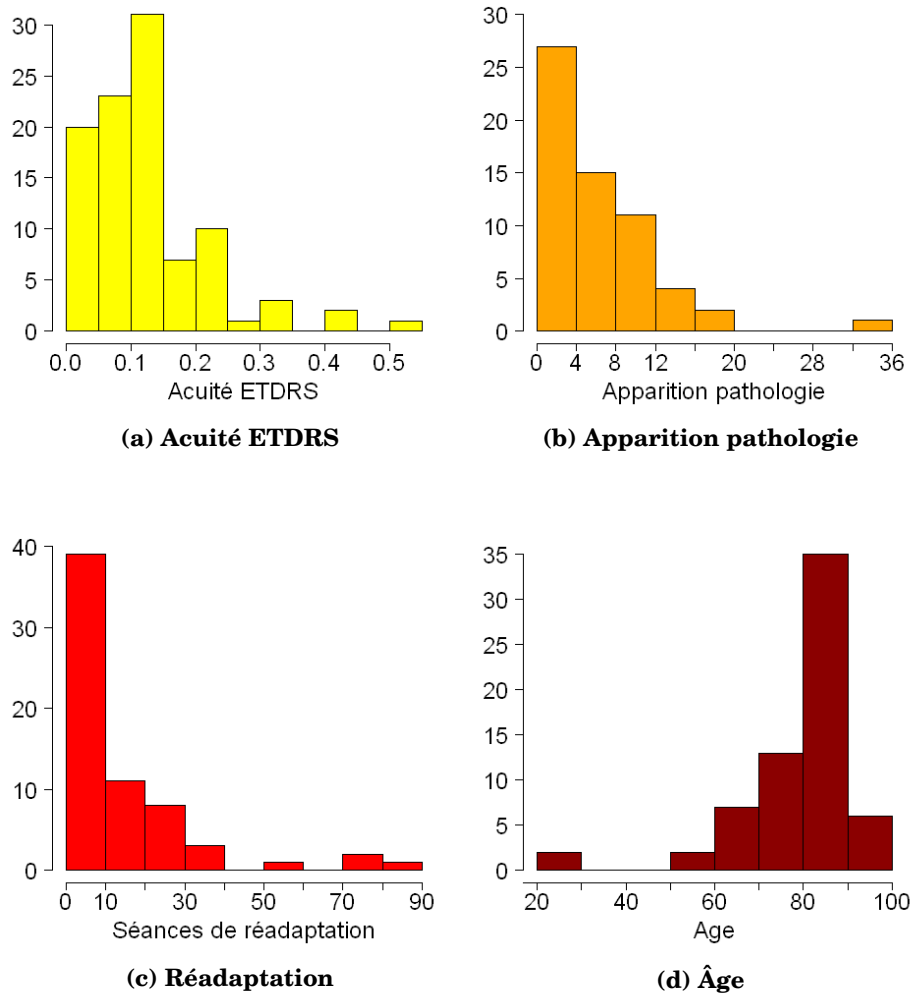 30
25
20
15
10
5
0
0.0 0.1 0.2 0.3 0.4 0.5
Acuité ETDRS
(a) Acuité ETDRS
30
25
20
15
10
5
0
0 4 8 12 20 28 36
Apparition pathologie
(b) Apparition pathologie
40
30
20
10
0
0 10 30 50 70 90
Séances de réadaptation
(c) Réadaptation
35
30
25
20
15
10
5
0
20 40 60 80 100
Age
(d) Âge